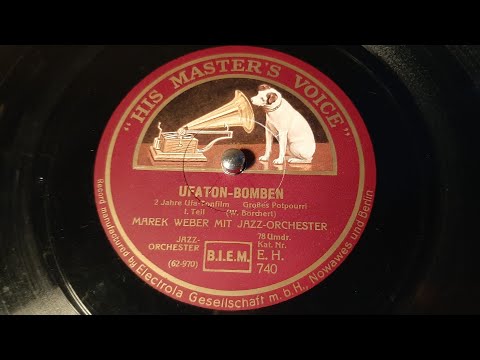 "HIS MASTER'S VOICE"
UFATON-BOMBEN
2 Jahre Ufa-Tonfilm Großes Potpourri
I. Teil (W. Borchert)
MAREK WEBER MIT JAZZ-ORCHESTER
JAZZ-
ORCHESTER
(62-970)
B.I.E.M.
78 Umdr.
Kat. Nr.
E. H.
740
Record manufactured by Electrola Gesellschaft m. b. H., Nowawes und Berlin